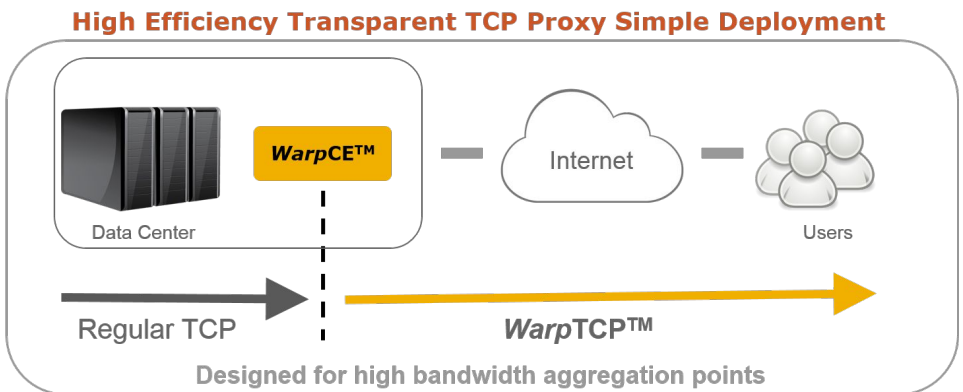 High Efficiency Transparent TCP Proxy Simple Deployment
WarpCE™
Internet
Data Center
Users
Regular TCP
WarpTCP™
Designed for high bandwidth aggregation points